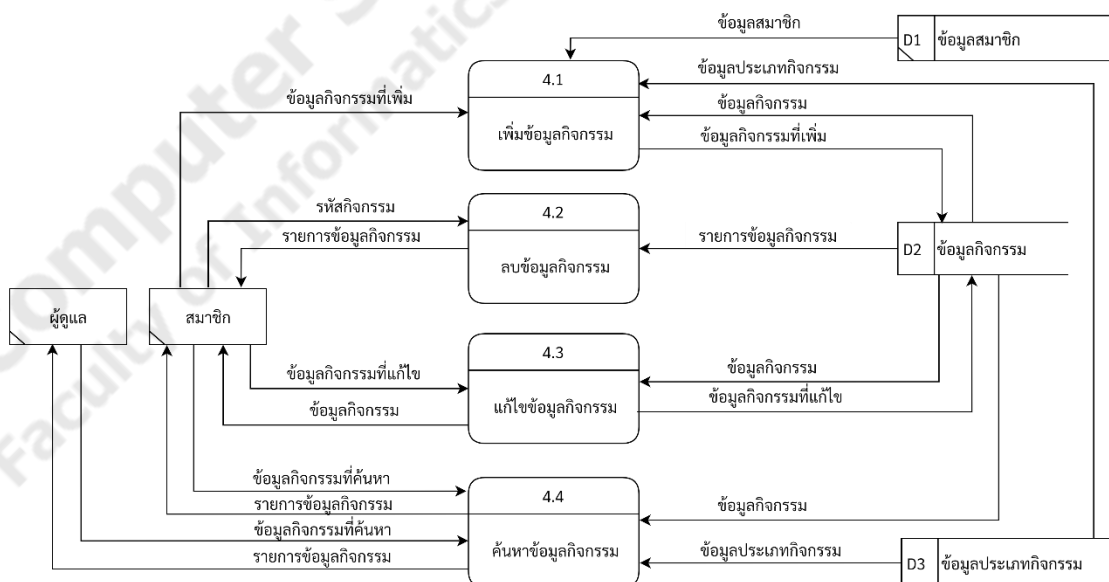 Computer S
Faculty of Informatics
ข้อมูลสมาชิก
D1 ข้อมูลสมาชิก
4.1
เพิ่มข้อมูลกิจกรรม
ข้อมูลประเภทกิจกรรม
ข้อมูลกิจกรรมที่เพิ่ม
ข้อมูลกิจกรรม
ข้อมูลกิจกรรมที่เพิ่ม
4.2
ลบข้อมูลกิจกรรม
รหัสกิจกรรม
รายการข้อมูลกิจกรรม
รายการข้อมูลกิจกรรม
D2 ข้อมูลกิจกรรม
ผู้ดูแล
สมาชิก
4.3
แก้ไขข้อมูลกิจกรรม
ข้อมูลกิจกรรมที่แก้ไข
ข้อมูลกิจกรรม
ข้อมูลกิจกรรม
ข้อมูลกิจกรรมที่แก้ไข
4.4
ค้นหาข้อมูลกิจกรรม
ข้อมูลกิจกรรมที่ค้นหา
รายการข้อมูลกิจกรรม
ข้อมูลกิจกรรมที่ค้นหา
รายการข้อมูลกิจกรรม
ข้อมูลกิจกรรม
ข้อมูลประเภทกิจกรรม
D3 ข้อมูลประเภทกิจกรรม